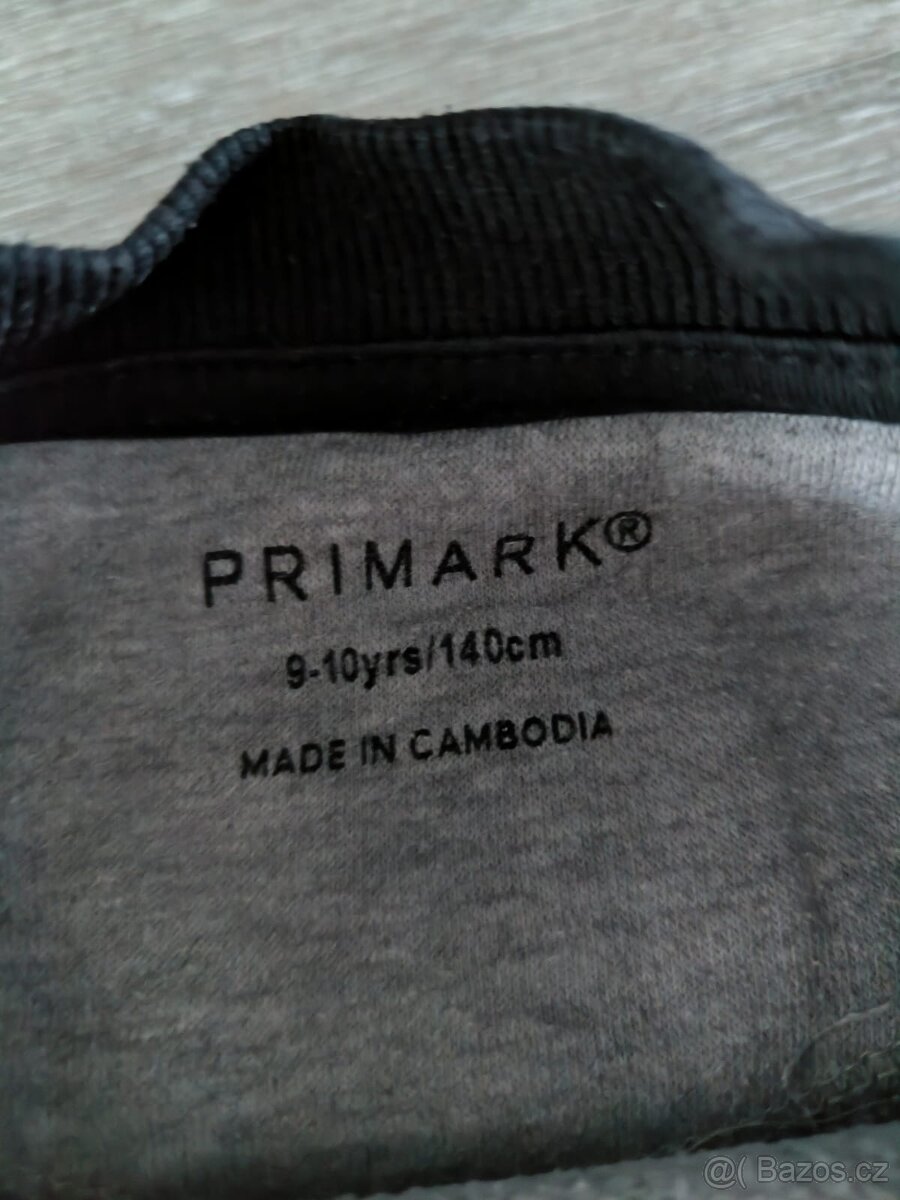 PRIMARK®
9-10yrs/140cm
MADE IN CAMBODIA
@( Bazos.cz